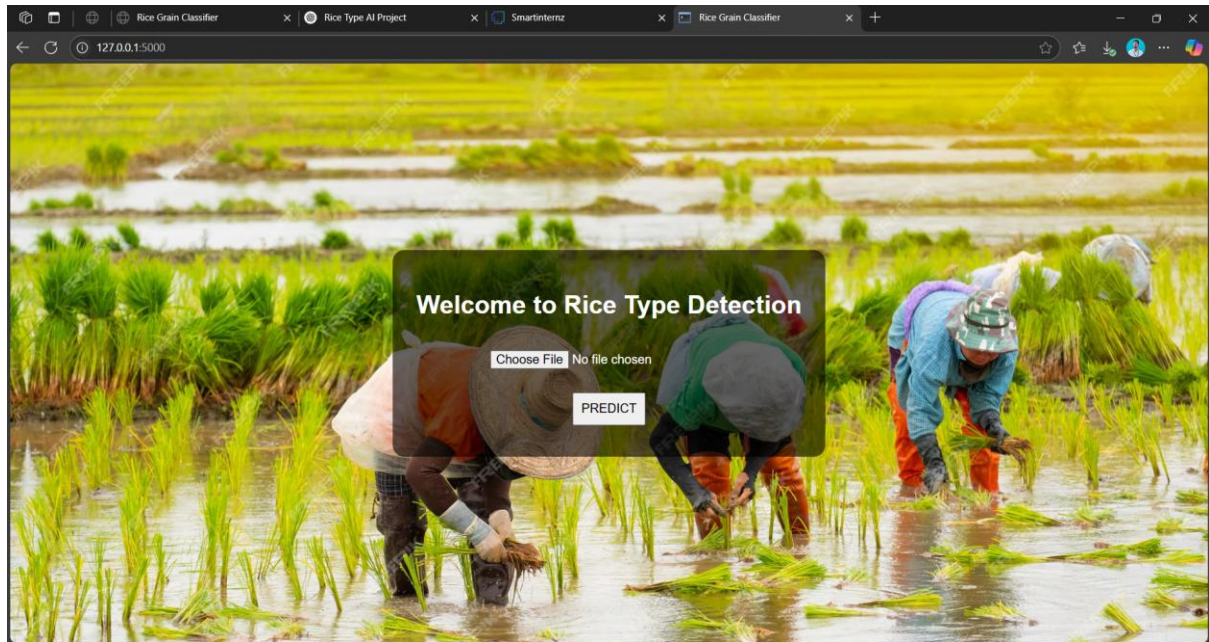 Rice Grain Classifier
Rice Type AI Project
Smartinternz
Rice Grain Classifier
127.0.0.1:5000
Welcome to Rice Type Detection
Choose File No file chosen
PREDICT